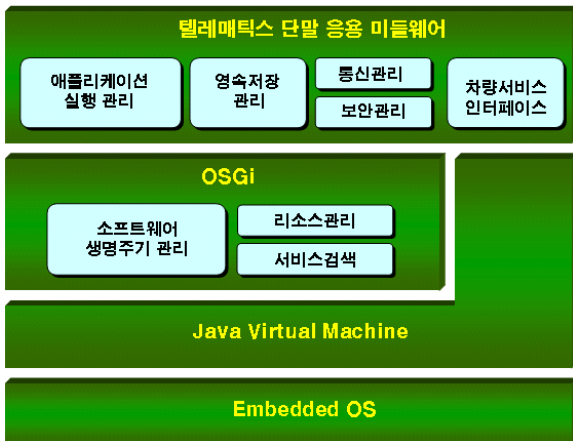 텔레매틱스 단말 응용 미들웨어
애플리케이션
실행 관리
영속저장
관리
통신관리
보안관리
차량서비스
인터페이스
OSGi
소프트웨어
생명주기 관리
리소스관리
서비스검색
Java Virtual Machine
Embedded OS